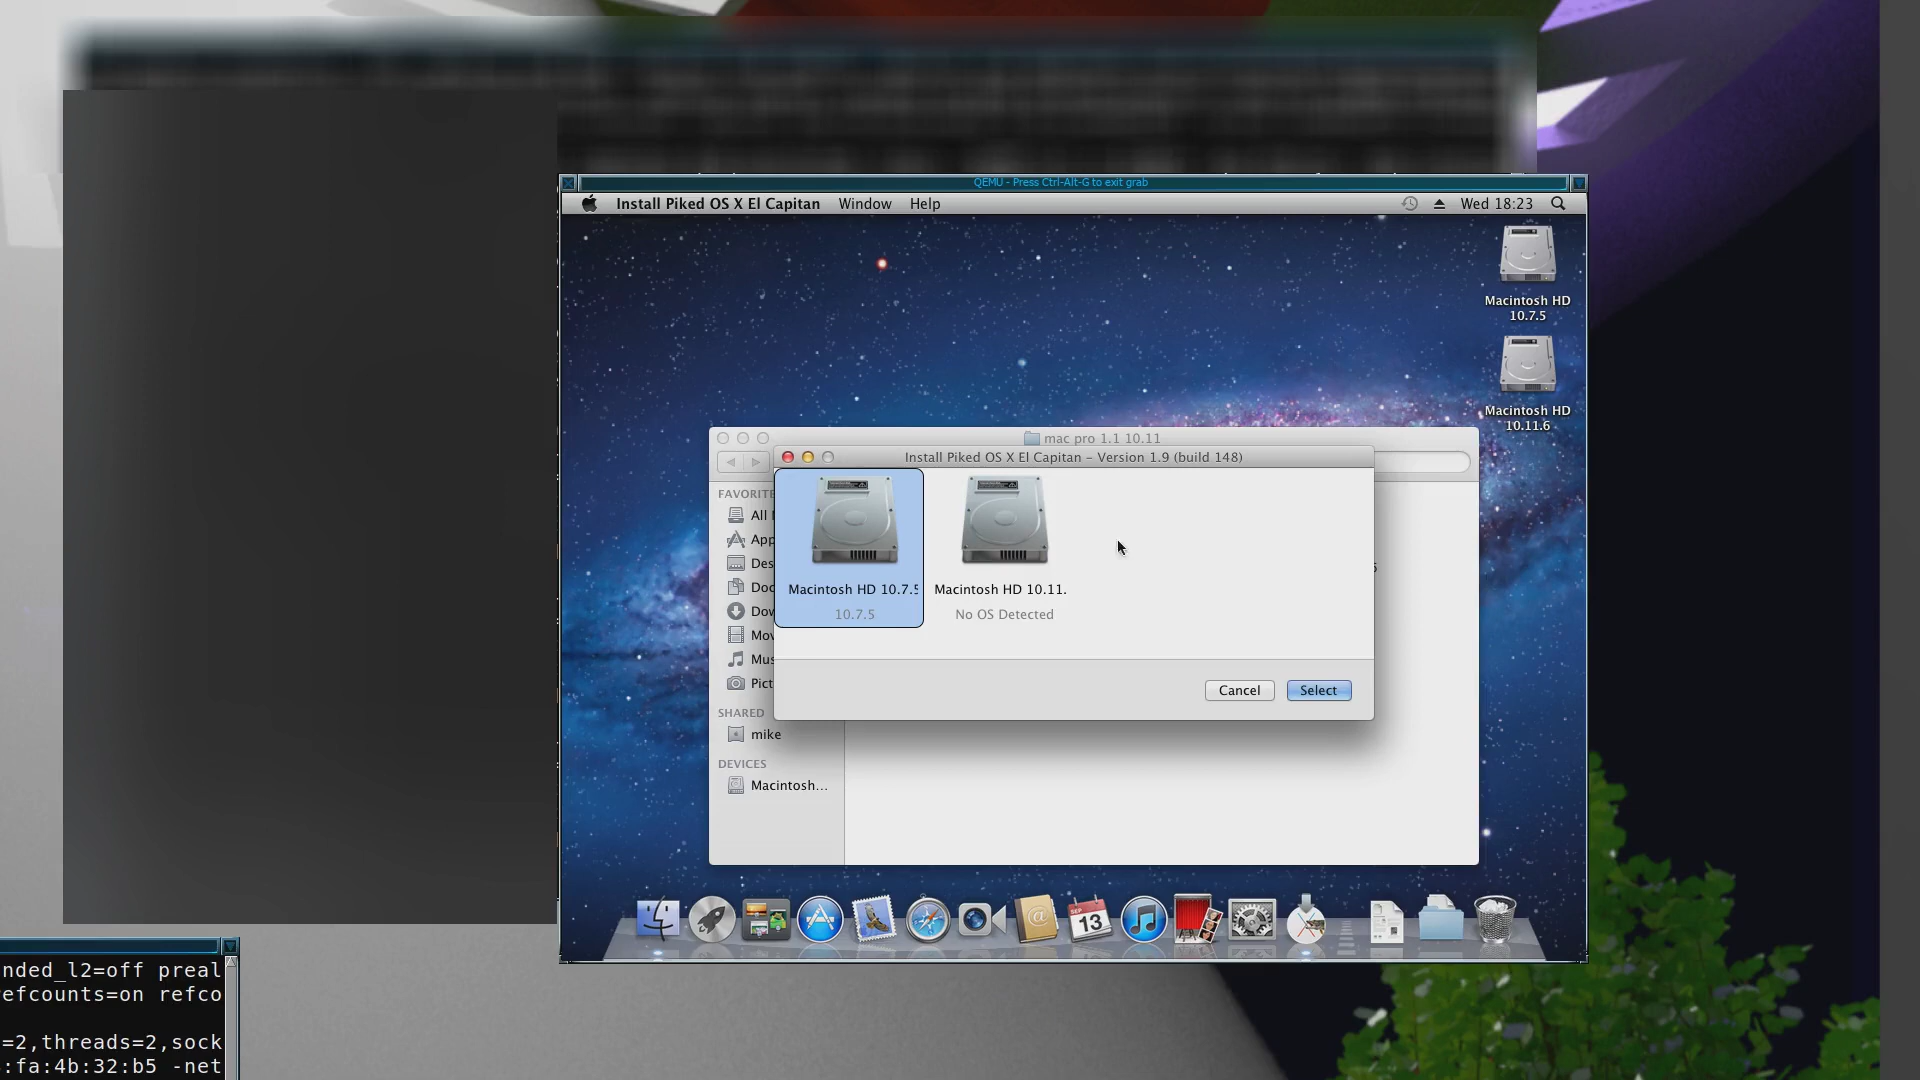 QEMU - Press Ctrl-Alt-G to exit grab
Install Piked OS X El Capitan Window Help Wed 18:23
Macintosh HD
10.7.5
Macintosh HD
10.11.6
mac pro 1.1 10.11
Install Piked OS X El Capitan – Version 1.9 (build 148)
FAVORITE
All
App
Des
Doc
Dow
Mov
Mus
Pict
SHARED
mike
DEVICES
Macintosh...
Macintosh HD 10.7.5
10.7.5
Macintosh HD 10.11.
No OS Detected
Cancel
Select
SEP
13
nded_l2=off preal
efcounts=on refco
=2,threads=2,sock
:fa:4b:32:b5 -net